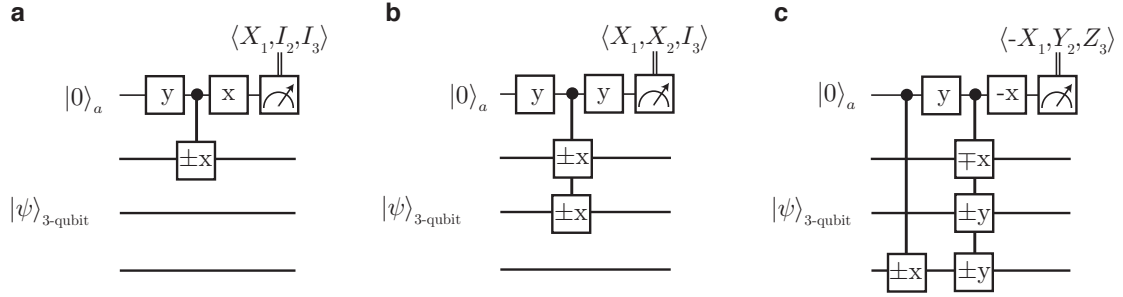 a
⟨X₁,I₂,I₃⟩
|0⟩ₐ
y
x
±x
|ψ⟩3-qubit
b
⟨X₁,X₂,I₃⟩
|0⟩ₐ
y
y
±x
±x
|ψ⟩3-qubit
c
⟨-X₁,Y₂,Z₃⟩
|0⟩ₐ
y
-x
∓x
±y
|ψ⟩3-qubit
±x
±y